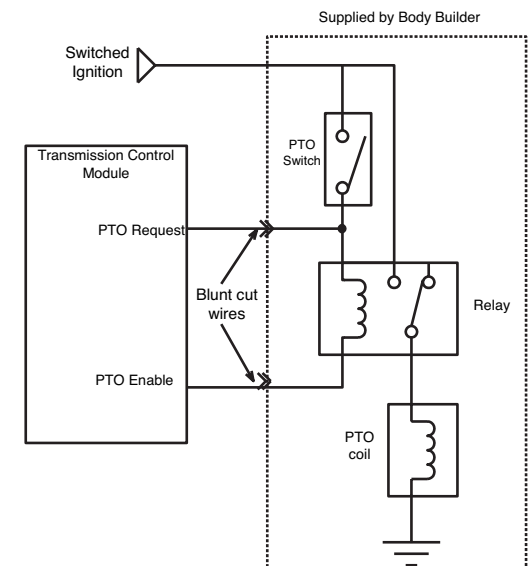 Supplied by Body Builder
Switched
Ignition
PTO
Switch
Transmission Control
Module
PTO Request
Blunt cut
wires
Relay
PTO Enable
PTO
coil